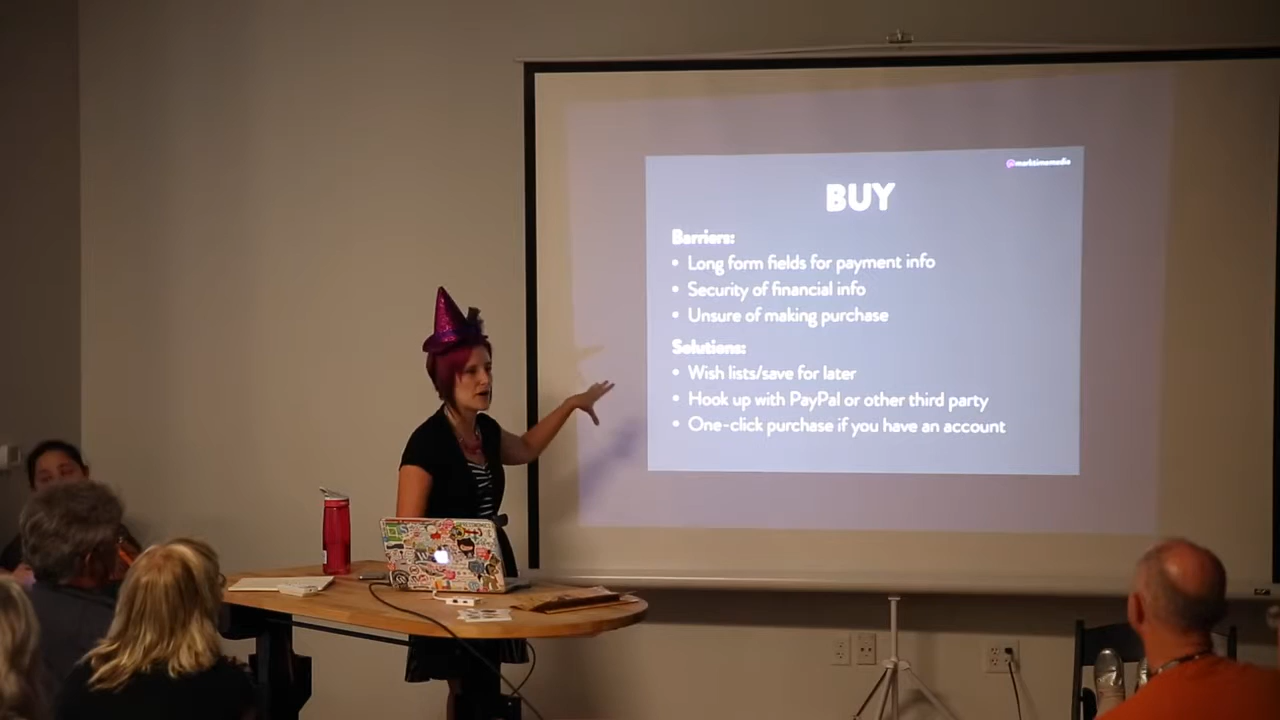 @marktimemedia
BUY
Barriers:
• Long form fields for payment info
• Security of financial info
• Unsure of making purchase
Solutions:
• Wish lists/save for later
• Hook up with PayPal or other third party
• One-click purchase if you have an account